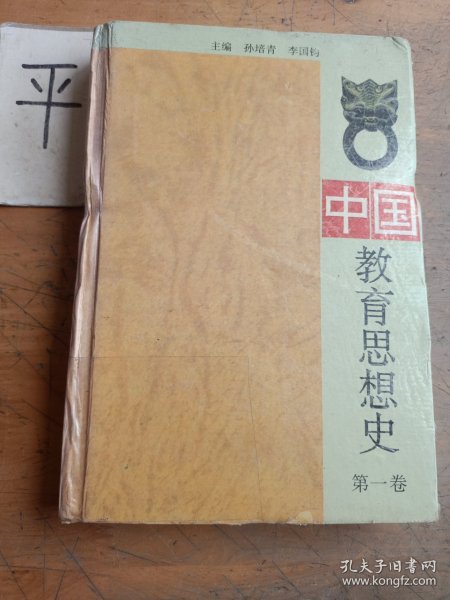 平
主编 孙培青 李国钧
中国
教育思想史
第一卷
孔夫子旧书网
www.kongfz.com